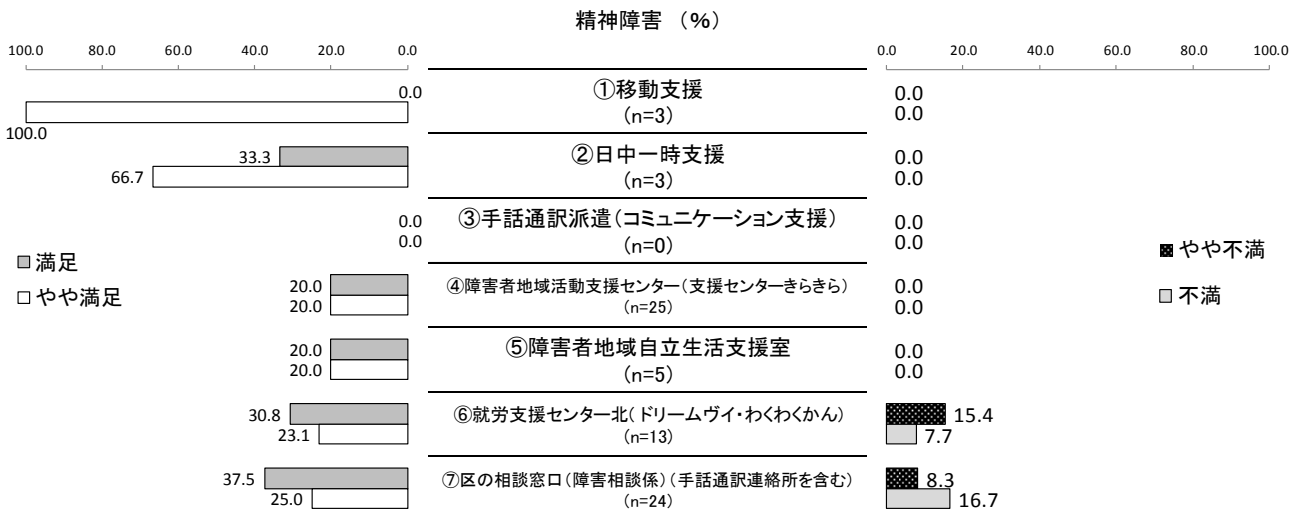 精神障害 (%)
100.0 80.0 60.0 40.0 20.0 0.0
0.0 20.0 40.0 60.0 80.0 100.0
0.0
100.0
①移動支援
(n=3)
0.0
0.0
33.3
66.7
②日中一時支援
(n=3)
0.0
0.0
0.0
0.0
③手話通訳派遣(コミュニケーション支援)
(n=0)
0.0
0.0
満足
やや満足
やや不満
不満
20.0
20.0
④障害者地域活動支援センター(支援センターきらきら)
(n=25)
0.0
0.0
20.0
20.0
⑤障害者地域自立生活支援室
(n=5)
0.0
0.0
30.8
23.1
⑥就労支援センター北(ドリームヴイ・わくわくかん)
(n=13)
15.4
7.7
37.5
25.0
⑦区の相談窓口(障害相談係)(手話通訳連絡所を含む)
(n=24)
8.3
16.7